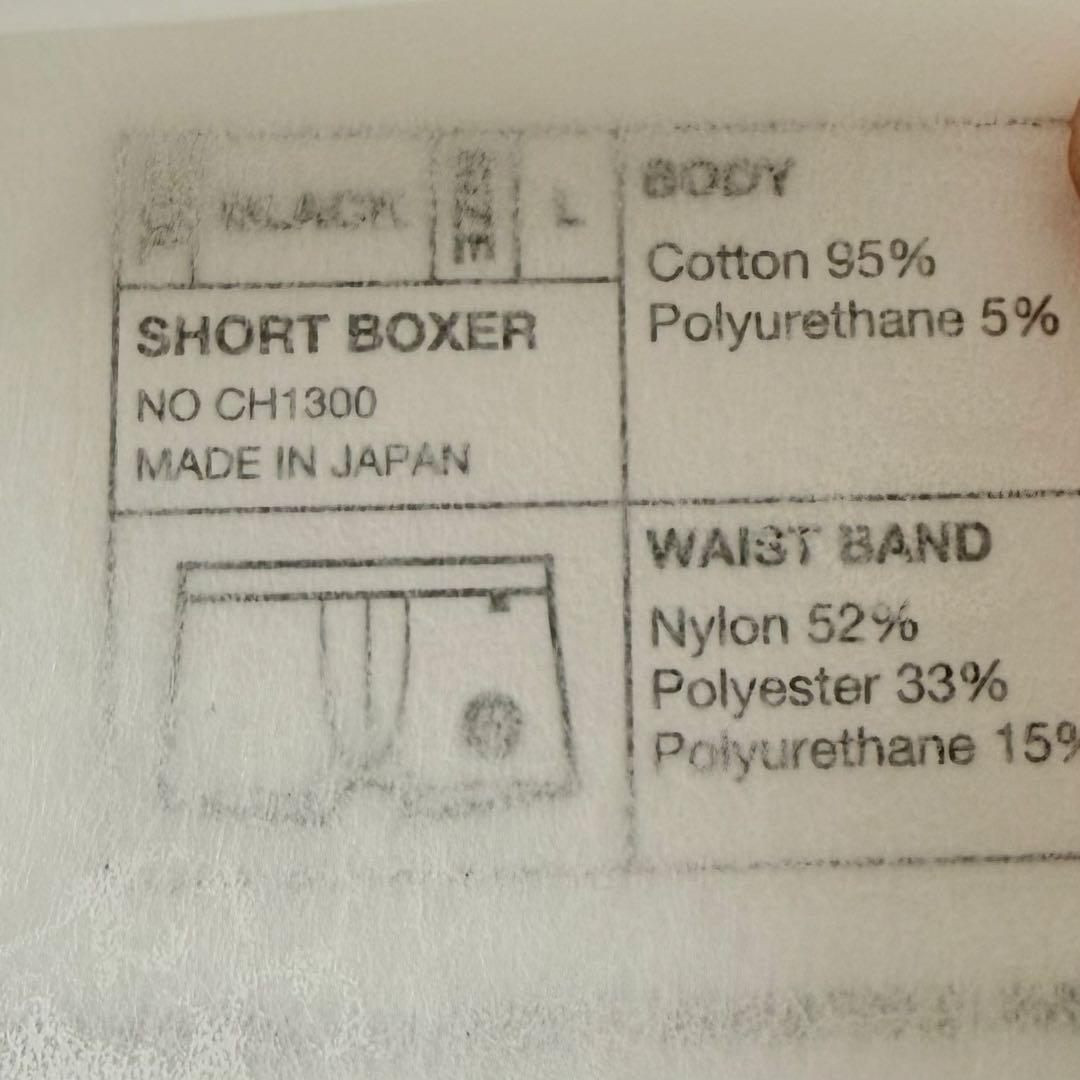 BLACK
SIZE
L
SHORT BOXER
NO CH1300
MADE IN JAPAN
BODY
Cotton 95%
Polyurethane 5%
WAIST BAND
Nylon 52%
Polyester 33%
Polyurethane 15%